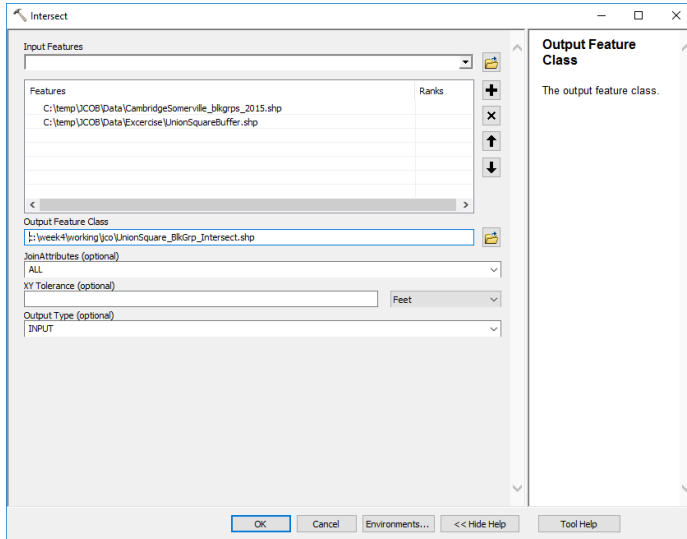 Intersect
Input Features
Features Ranks
C:\temp\JCOB\Data\CambridgeSomerville_blkgrps_2015.shp
C:\temp\JCOB\Data\Excercise\UnionSquareBuffer.shp
Output Feature Class
:\week4\working\jco\UnionSquare_BlkGrp_Intersect.shp
JoinAttributes (optional)
ALL
XY Tolerance (optional)
Feet
Output Type (optional)
INPUT
OK Cancel Environments... << Hide Help Tool Help
Output Feature
Class
The output feature class.